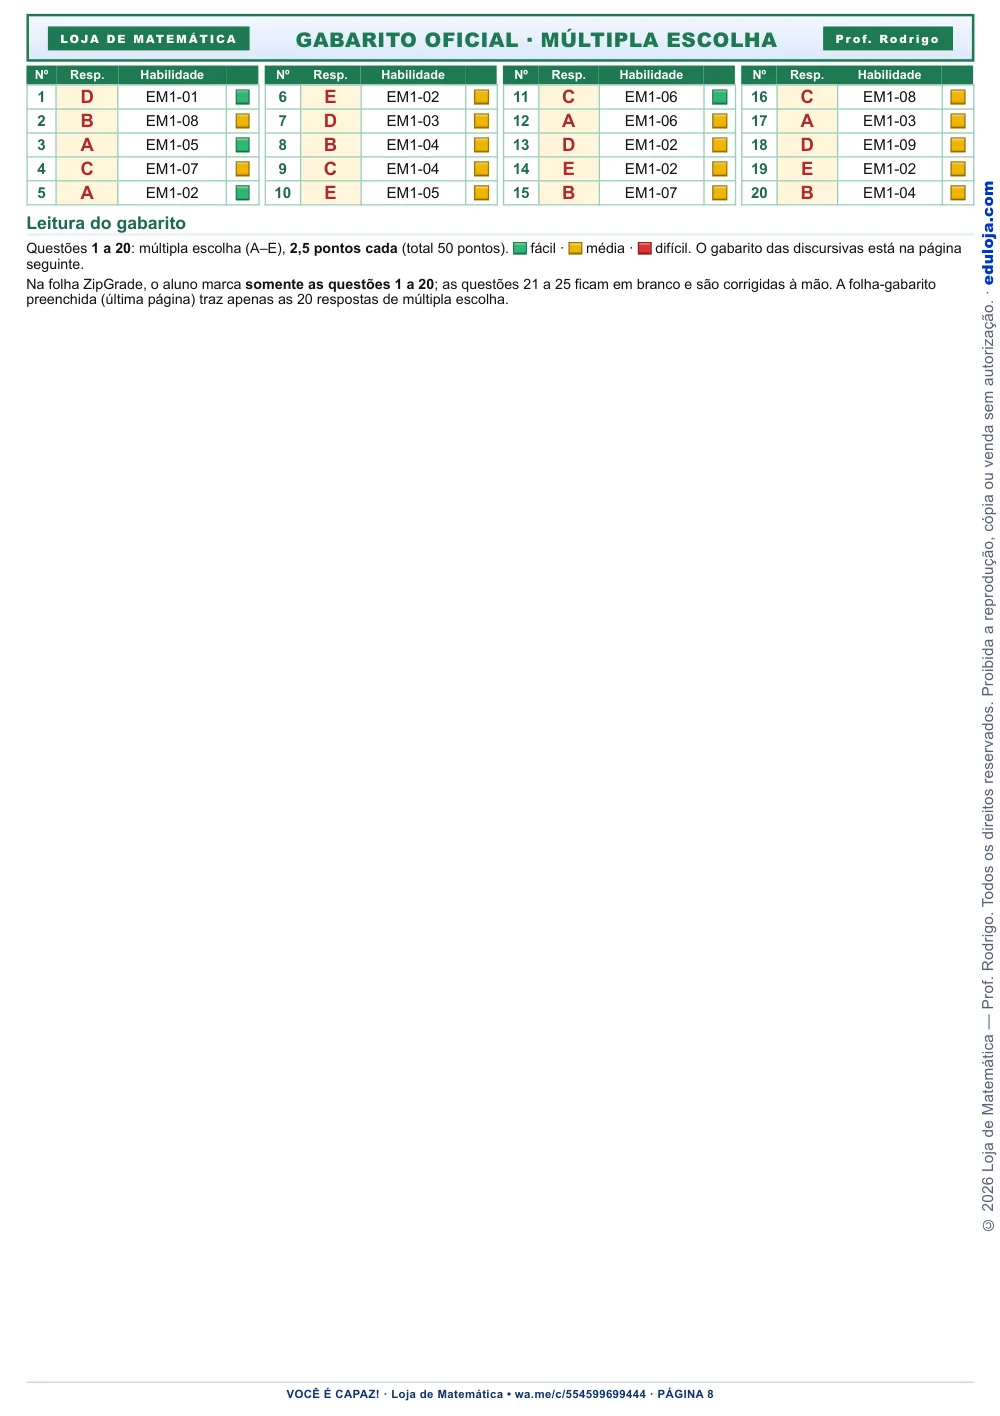 LOJA DE MATEMÁTICA
GABARITO OFICIAL · MÚLTIPLA ESCOLHA
Prof. Rodrigo
Nº Resp. Habilidade Nº Resp. Habilidade Nº Resp. Habilidade Nº Resp. Habilidade
1 D EM1-01 6 E EM1-02 11 C EM1-06 16 C EM1-08
2 B EM1-08 7 D EM1-03 12 A EM1-06 17 A EM1-03
3 A EM1-05 8 B EM1-04 13 D EM1-02 18 D EM1-09
4 C EM1-07 9 C EM1-04 14 E EM1-02 19 E EM1-02
5 A EM1-02 10 E EM1-05 15 B EM1-07 20 B EM1-04
Leitura do gabarito
Questões 1 a 20: múltipla escolha (A–E), 2,5 pontos cada (total 50 pontos). fácil · média · difícil. O gabarito das discursivas está na página
seguinte.
Na folha ZipGrade, o aluno marca somente as questões 1 a 20; as questões 21 a 25 ficam em branco e são corrigidas à mão. A folha-gabarito
preenchida (última página) traz apenas as 20 respostas de múltipla escolha.
© 2026 Loja de Matemática — Prof. Rodrigo. Todos os direitos reservados. Proibida a reprodução, cópia ou venda sem autorização. · eduloja.com
VOCÊ É CAPAZ! · Loja de Matemática • wa.me/c/554599699444 · PÁGINA 8